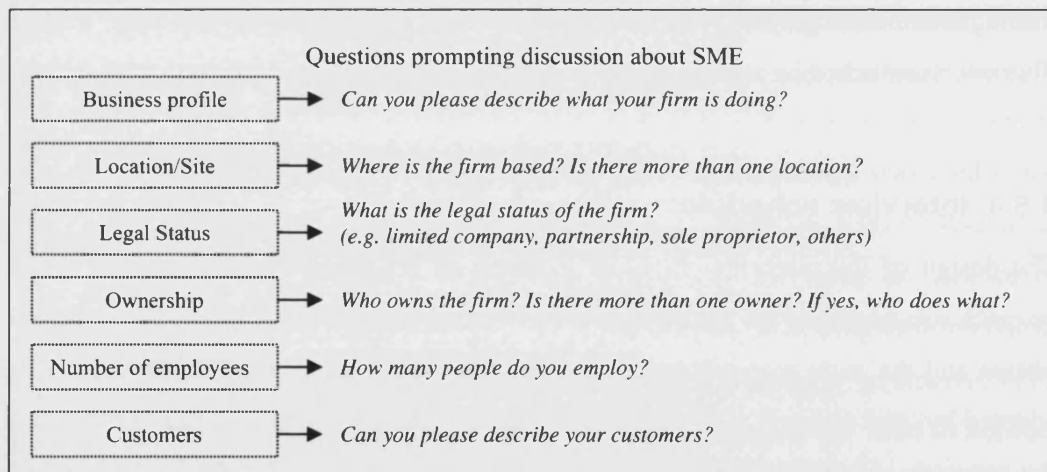 Questions prompting discussion about SME
Business profile Can you please describe what your firm is doing?
Location/Site Where is the firm based? Is there more than one location?
What is the legal status of the firm?
Legal Status (e.g. limited company, partnership, sole proprietor, others)
Ownership Who owns the firm? Is there more than one owner? If yes, who does what?
Number of employees How many people do you employ?
Customers Can you please describe your customers?